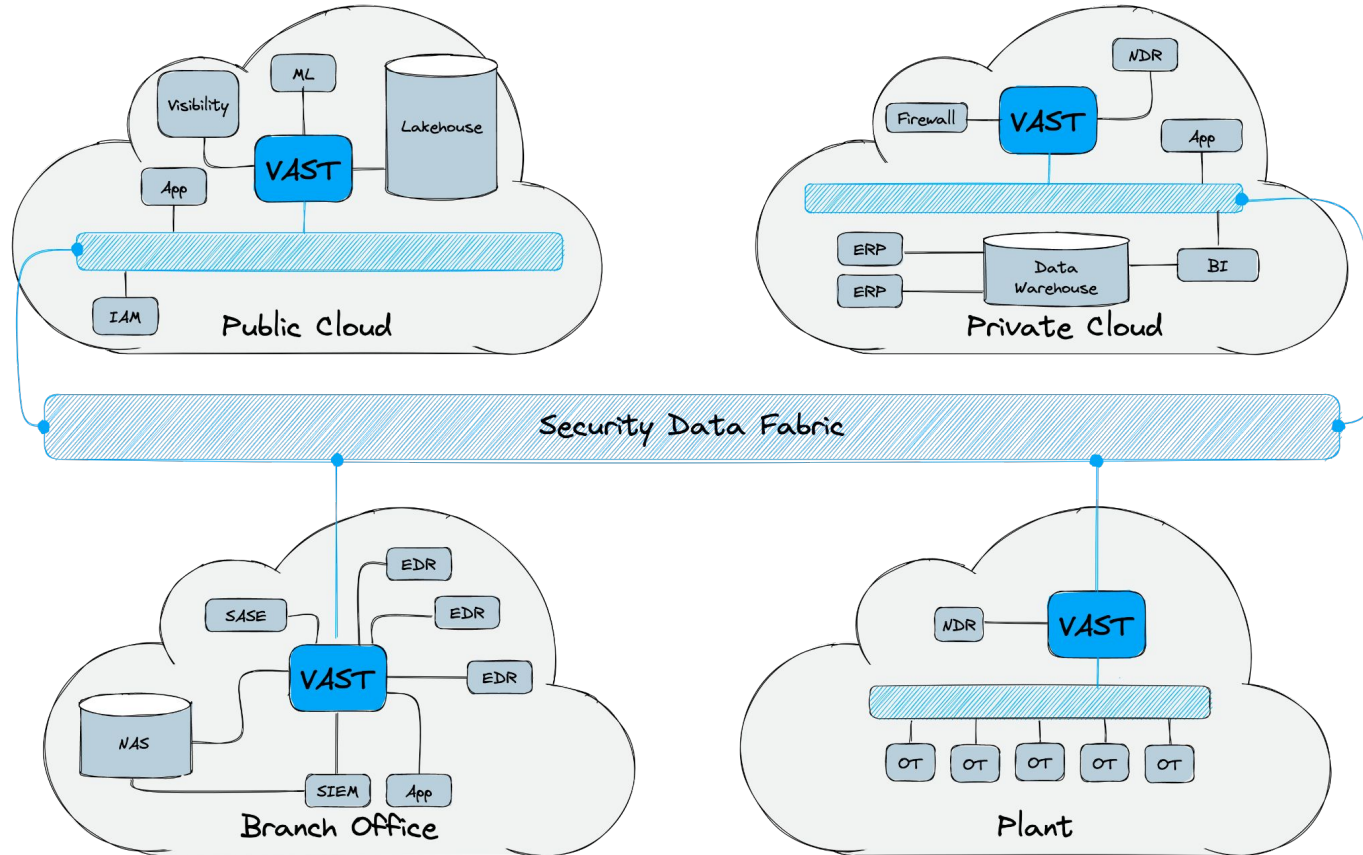 ML
Visibility
Lakehouse
VAST
App
IAM
Public Cloud
NDR
Firewall
VAST
App
ERP
Data
Warehouse
BI
ERP
Private Cloud
Security Data Fabric
EDR
SASE
EDR
VAST
EDR
NAS
SIEM
App
Branch Office
NDR
VAST
OT
OT
OT
OT
OT
Plant